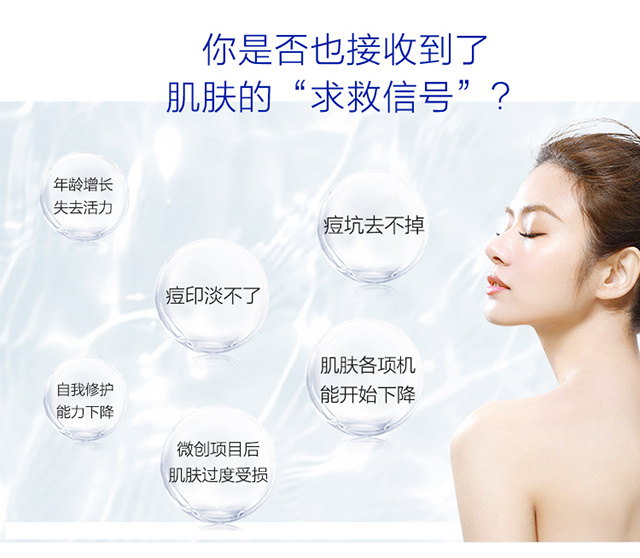 你是否也接收到了
肌肤的“求救信号”?
年龄增长
失去活力
痘坑去不掉
痘印淡不了
肌肤各项机
能开始下降
自我修护
能力下降
微创项目后
肌肤过度受损